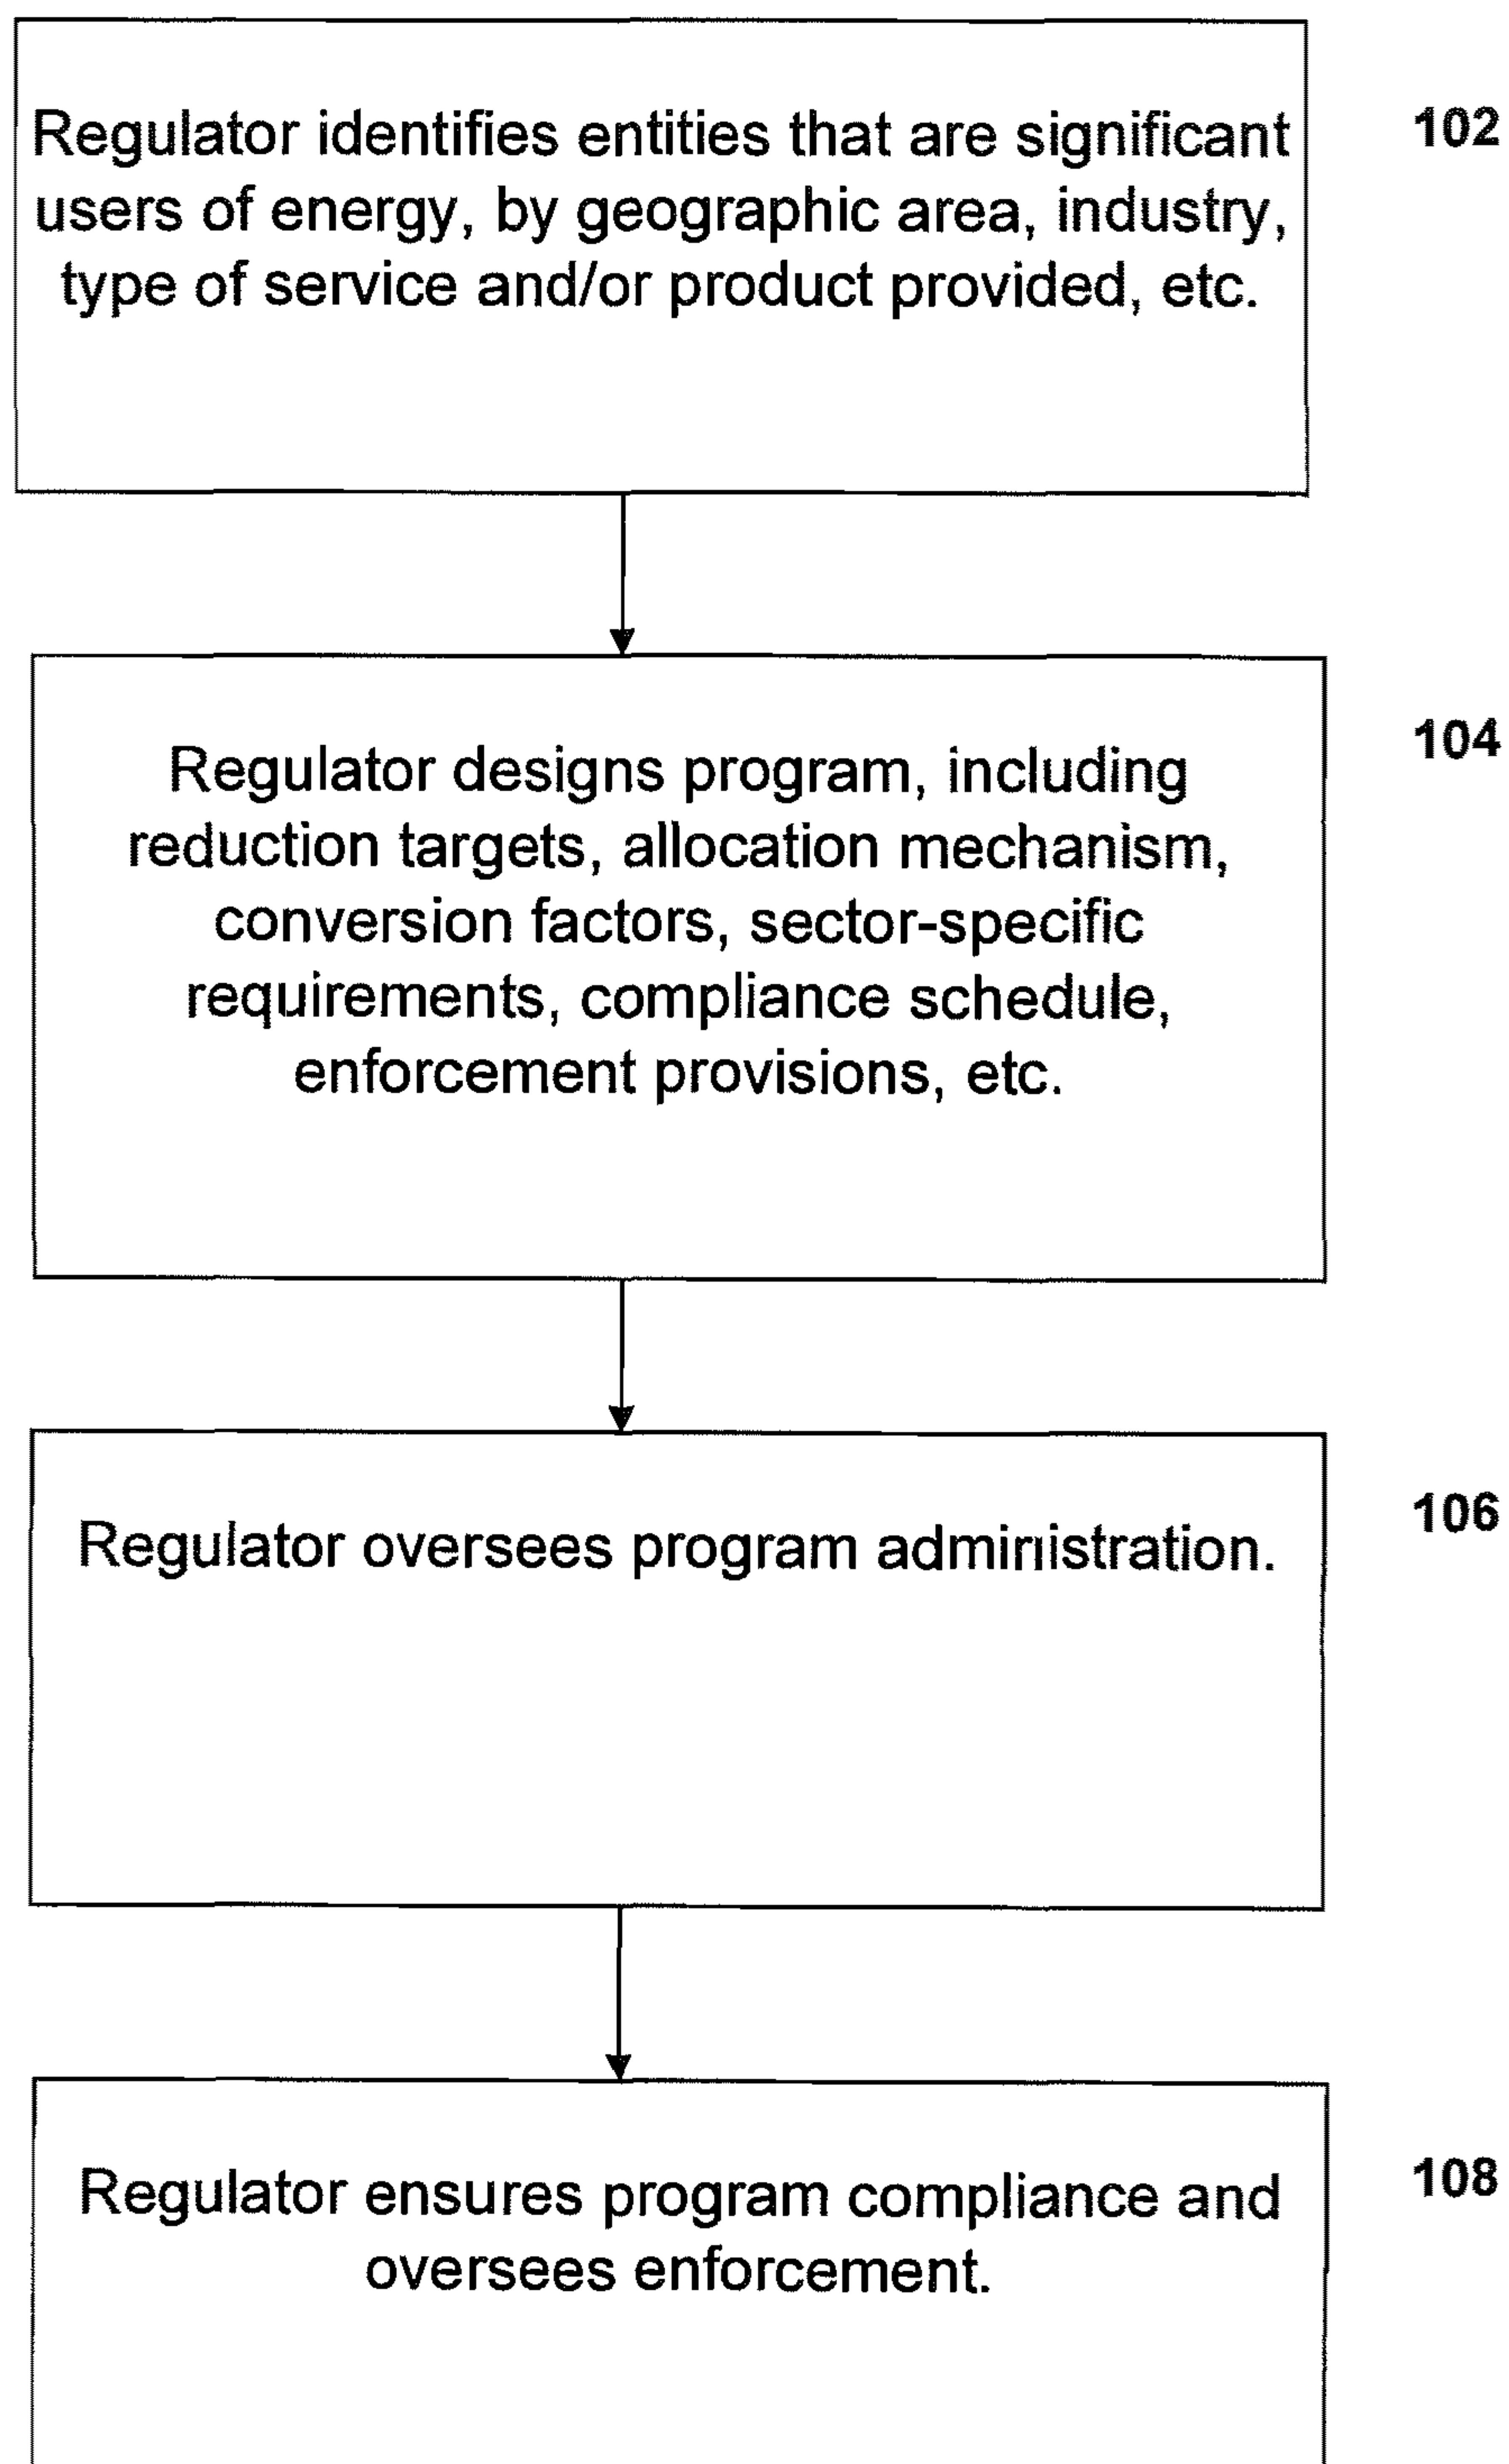 Regulator identifies entities that are significant
users of energy, by geographic area, industry,
type of service and/or product provided, etc.
102
Regulator designs program, including
reduction targets, allocation mechanism,
conversion factors, sector-specific
requirements, compliance schedule,
enforcement provisions, etc.
104
Regulator oversees program administration.
106
Regulator ensures program compliance and
oversees enforcement.
108